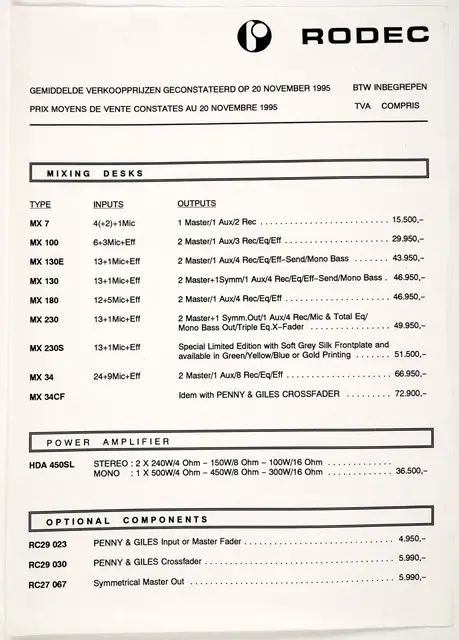 RODEC
GEMIDDELDE VERKOOPPRIJZEN GECONSTATEERD OP 20 NOVEMBER 1995 BTW INBEGREPEN
PRIX MOYENS DE VENTE CONSTATES AU 20 NOVEMBRE 1995 TVA COMPRIS
MIXING DESKS
TYPE INPUTS OUTPUTS
MX 7 4(+2)+1Mic 1 Master/1 Aux/2 Rec . . . . . . . . . . . . . . . . . . . . . . . . 15.500,–
MX 100 6+3Mic+Eff 2 Master/1 Aux/3 Rec/Eq/Eff . . . . . . . . . . . . . . . . . . . . 29.950,–
MX 130E 13+1Mic+Eff 2 Master/1 Aux/4 Rec/Eq/Eff–Send/Mono Bass . . . . . . . 43.950,–
MX 130 13+1Mic+Eff 2 Master+1Symm/1 Aux/4 Rec/Eq/Eff–Send/Mono Bass . 46.950,–
MX 180 12+5Mic+Eff 2 Master/1 Aux/4 Rec/Eq/Eff . . . . . . . . . . . . . . . . . . . . 46.950,–
MX 230 13+1Mic+Eff 2 Master+1 Symm.Out/1 Aux/4 Rec/Mic & Total Eq/
Mono Bass Out/Triple Eq.X–Fader . . . . . . . . . . . . . . . . 49.950,–
MX 230S 13+1Mic+Eff Special Limited Edition with Soft Grey Silk Frontplate and
available in Green/Yellow/Blue or Gold Printing . . . . . . . 51.500,–
MX 34 24+9Mic+Eff 2 Master/1 Aux/8 Rec/Eq/Eff . . . . . . . . . . . . . . . . . . . . 66.950,–
MX 34CF Idem with PENNY & GILES CROSSFADER . . . . . . . . . 72.900,–
POWER AMPLIFIER
HDA 450SL STEREO : 2 X 240W/4 Ohm – 150W/8 Ohm – 100W/16 Ohm . . . . . . . . . . . .
MONO : 1 X 500W/4 Ohm – 450W/8 Ohm – 300W/16 Ohm . . . . . . . . . . . . 36.500,–
OPTIONAL COMPONENTS
RC29 023 PENNY & GILES Input or Master Fader . . . . . . . . . . . . . . . . . . . . . . . . . . . 4.950,–
RC29 030 PENNY & GILES Crossfader . . . . . . . . . . . . . . . . . . . . . . . . . . . . . . . . . . . 5.990,–
RC27 067 Symmetrical Master Out . . . . . . . . . . . . . . . . . . . . . . . . . . . . . . . . . . . . . 5.990,–